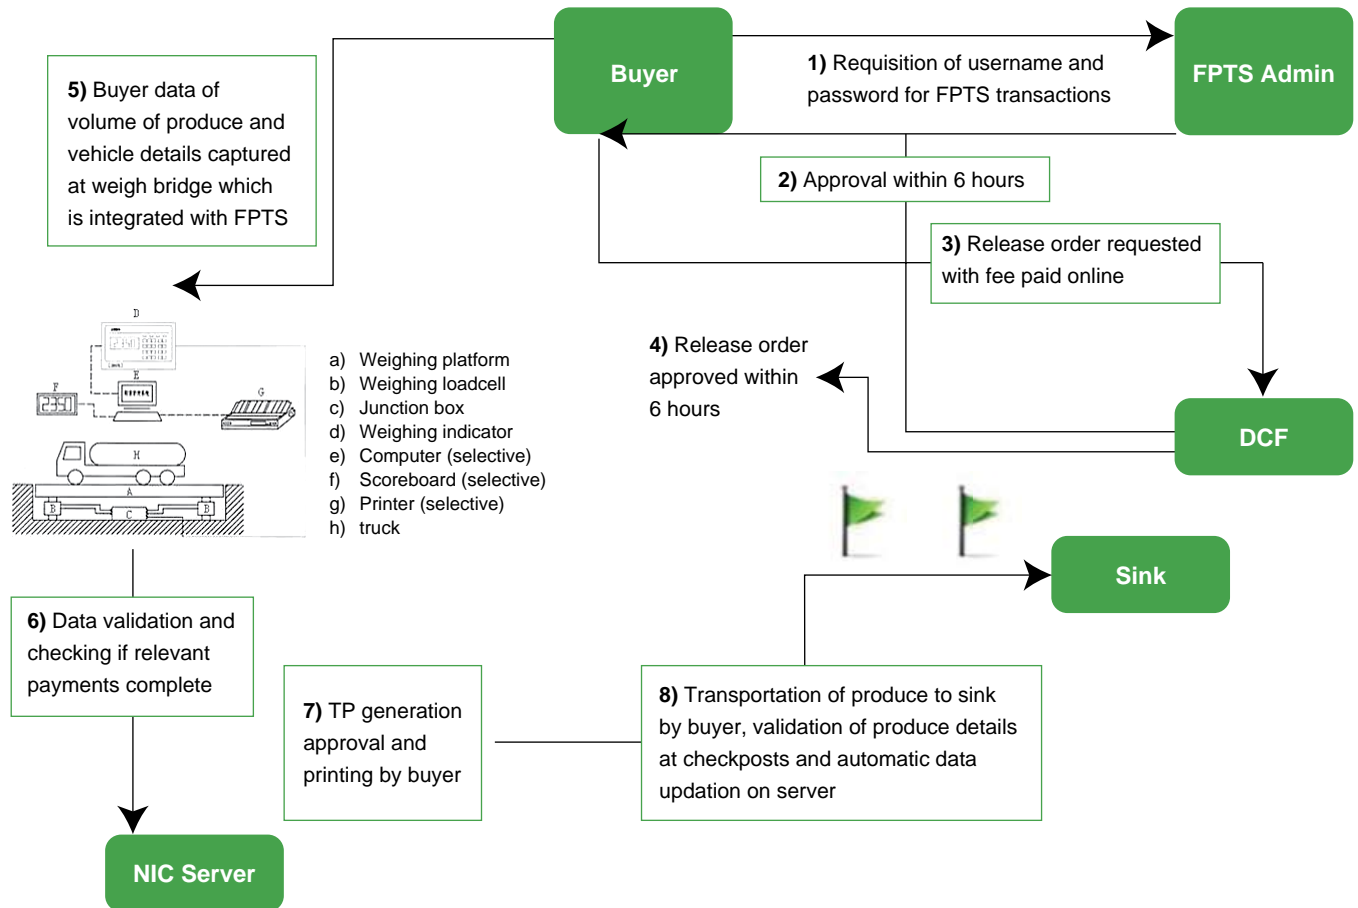 Buyer
FPTS Admin
1) Requisition of username and
password for FPTS transactions
2) Approval within 6 hours
3) Release order requested
with fee paid online
4) Release order
approved within
6 hours
DCF
5) Buyer data of
volume of produce and
vehicle details captured
at weigh bridge which
is integrated with FPTS
D
E
F
G
2350
H
A
B
C
B
a) Weighing platform
b) Weighing loadcell
c) Junction box
d) Weighing indicator
e) Computer (selective)
f) Scoreboard (selective)
g) Printer (selective)
h) truck
Sink
6) Data validation and
checking if relevant
payments complete
7) TP generation
approval and
printing by buyer
8) Transportation of produce to sink
by buyer, validation of produce details
at checkposts and automatic data
updation on server
NIC Server